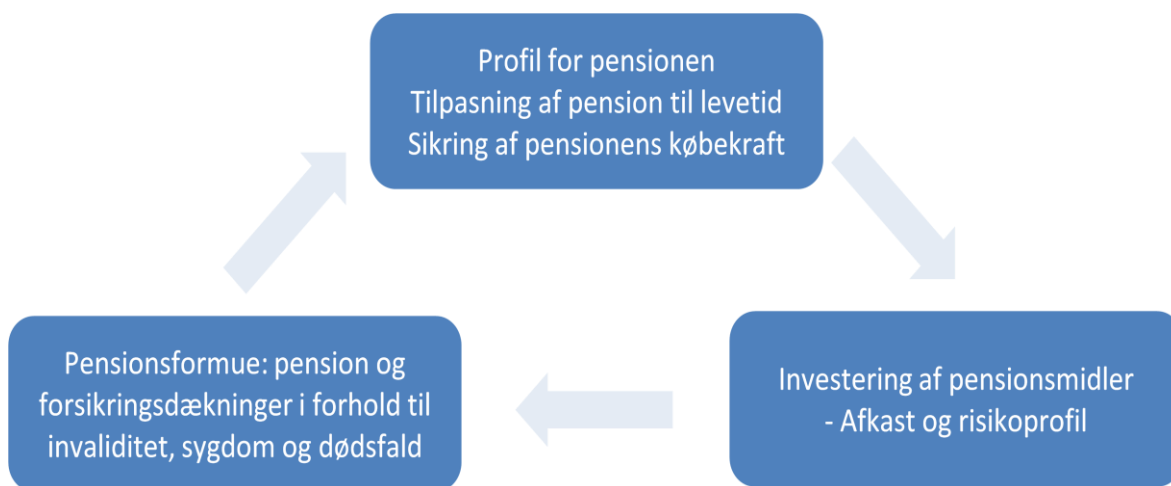 Profil for pensionen
Tilpasning af pension til levetid
Sikring af pensionens købekraft
Investering af pensionsmidler
- Afkast og risikoprofil
Pensionsformue: pension og
forsikringsdækninger i forhold til
invaliditet, sygdom og dødsfald